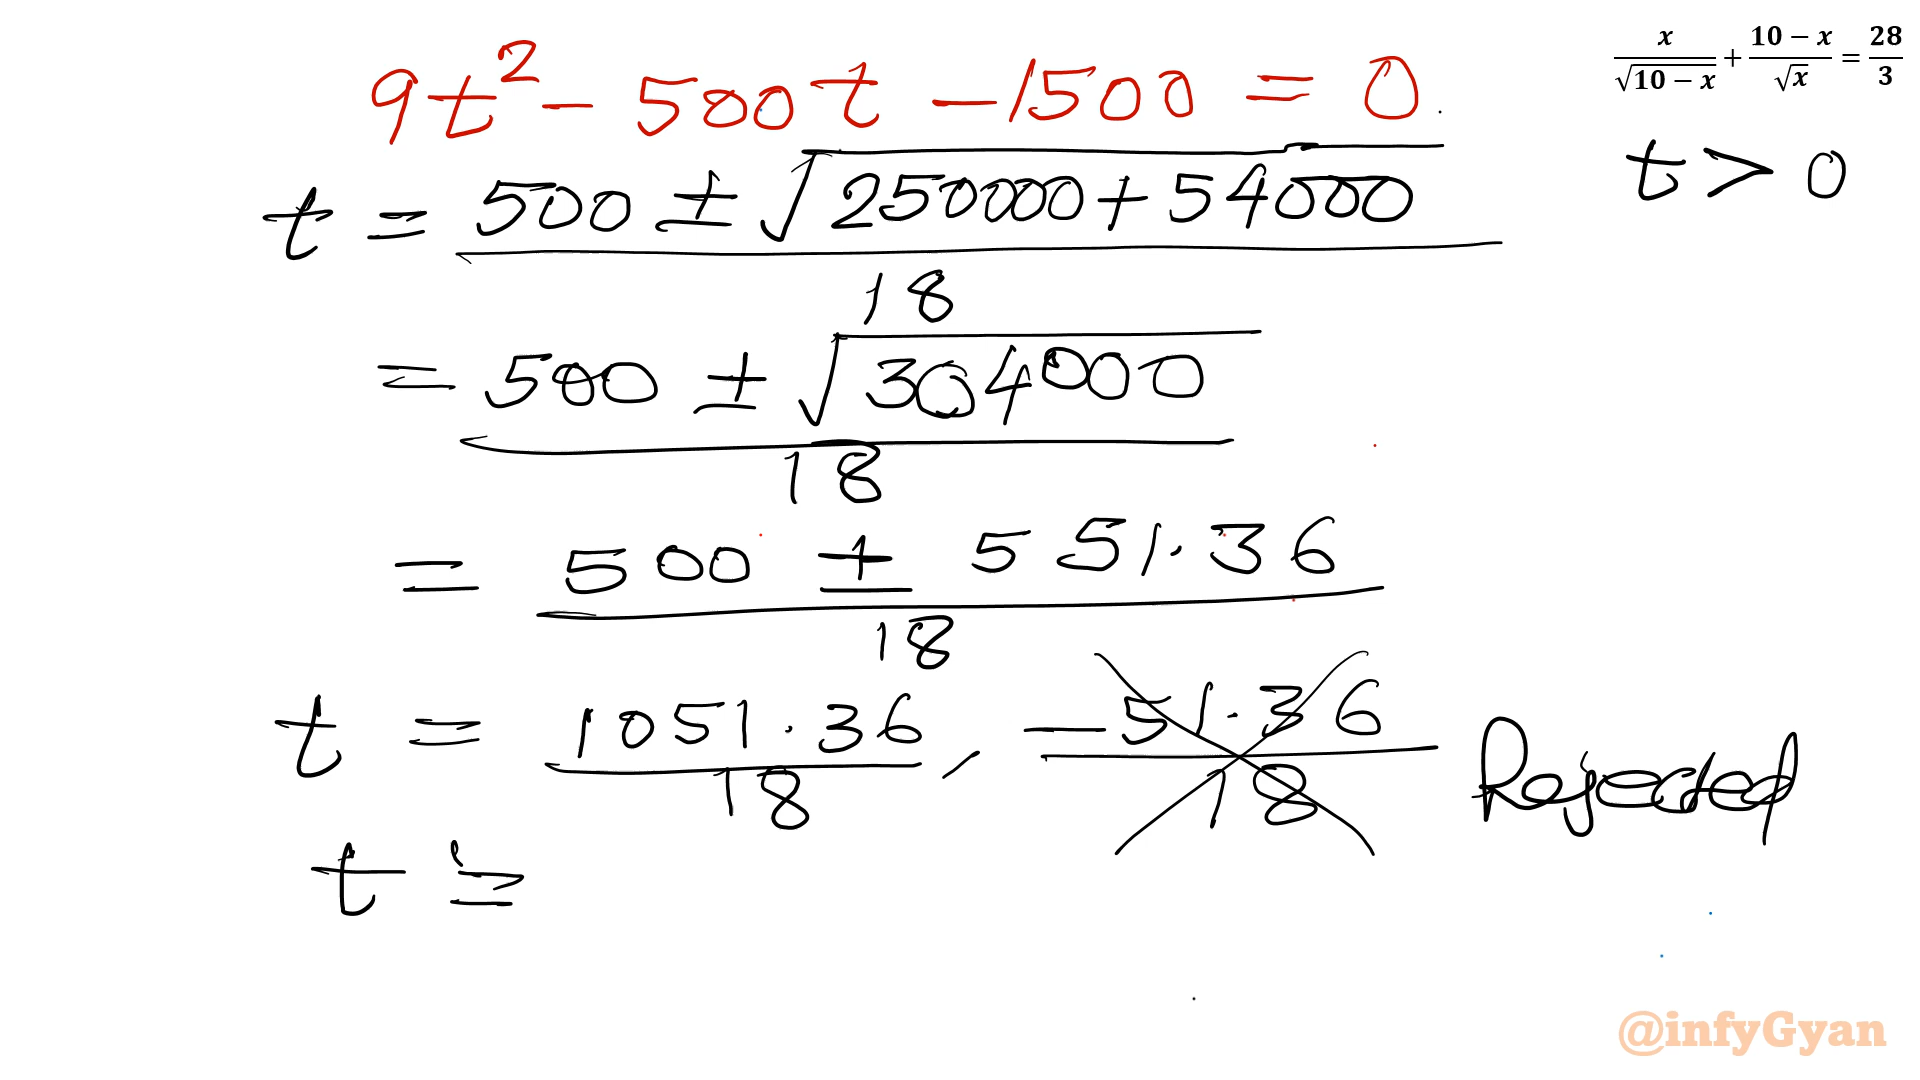 9t² - 500t - 1500 = 0
x/√(10 − x) + (10 − x)/√x = 28/3
t > 0
t = (500 ± √(250000 + 54000))/18
= (500 ± √304000)/18
= (500 ± 551.36)/18
t = 1051.36/18 , -51.36/18 Rejected
t =
@infyGyan